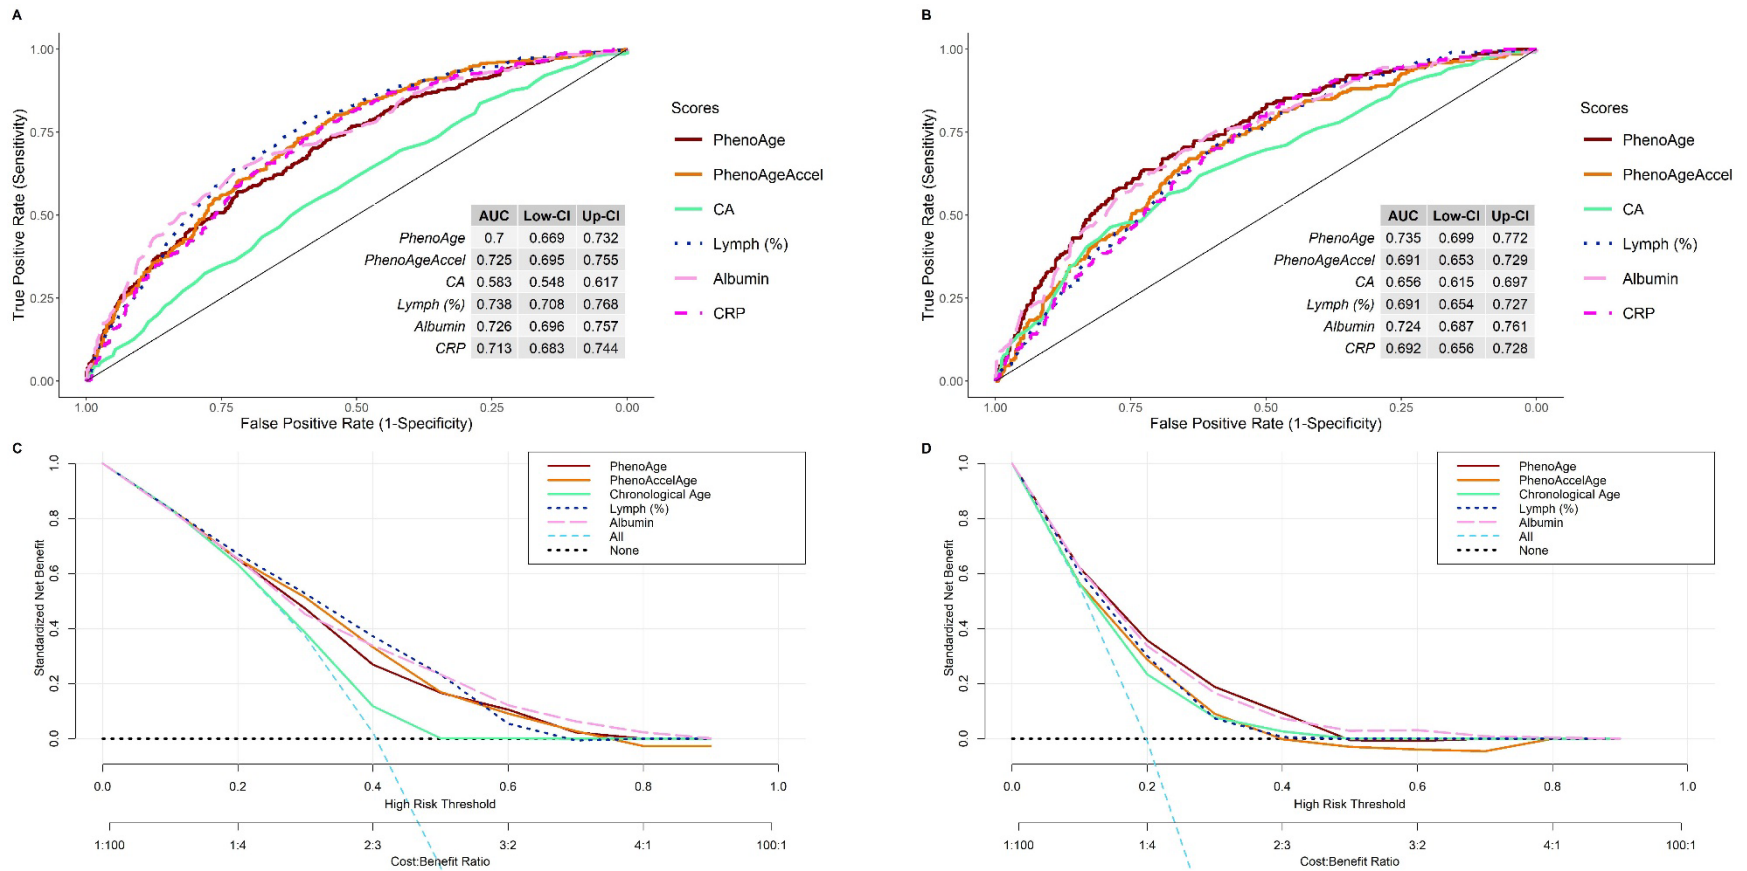 A
True Positive Rate (Sensitivity)
1.00
0.75
0.50
0.25
0.00
1.00 0.75 0.50 0.25 0.00
False Positive Rate (1-Specificity)
AUC Low-CI Up-CI
PhenoAge 0.7 0.669 0.732
PhenoAgeAccel 0.725 0.695 0.755
CA 0.583 0.548 0.617
Lymph (%) 0.738 0.708 0.768
Albumin 0.726 0.696 0.757
CRP 0.713 0.683 0.744
Scores
PhenoAge
PhenoAgeAccel
CA
Lymph (%)
Albumin
CRP
B
True Positive Rate (Sensitivity)
1.00
0.75
0.50
0.25
0.00
1.00 0.75 0.50 0.25 0.00
False Positive Rate (1-Specificity)
AUC Low-CI Up-CI
PhenoAge 0.735 0.699 0.772
PhenoAgeAccel 0.691 0.653 0.729
CA 0.656 0.615 0.697
Lymph (%) 0.691 0.654 0.727
Albumin 0.724 0.687 0.761
CRP 0.692 0.656 0.728
Scores
PhenoAge
PhenoAgeAccel
CA
Lymph (%)
Albumin
CRP
C
Standardized Net Benefit
1.0
0.8
0.6
0.4
0.2
0.0
PhenoAge
PhenoAccelAge
Chronological Age
Lymph (%)
Albumin
All
None
0.0 0.2 0.4 0.6 0.8 1.0
High Risk Threshold
1:100 1:4 2:3 3:2 4:1 100:1
Cost:Benefit Ratio
D
Standardized Net Benefit
1.0
0.8
0.6
0.4
0.2
0.0
PhenoAge
PhenoAccelAge
Chronological Age
Lymph (%)
Albumin
All
None
0.0 0.2 0.4 0.6 0.8 1.0
High Risk Threshold
1:100 1:4 2:3 3:2 4:1 100:1
Cost:Benefit Ratio